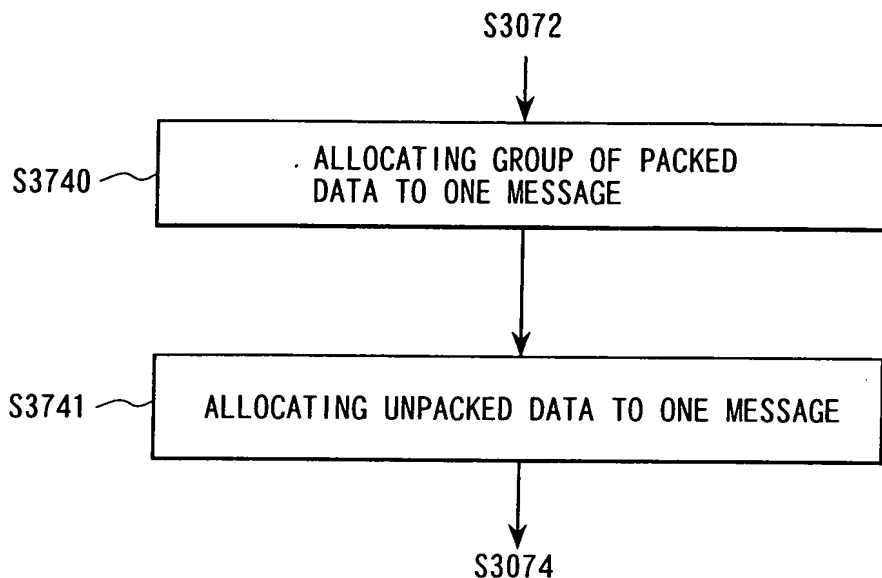 S3072
S3740
ALLOCATING GROUP OF PACKED
DATA TO ONE MESSAGE
S3741
ALLOCATING UNPACKED DATA TO ONE MESSAGE
S3074